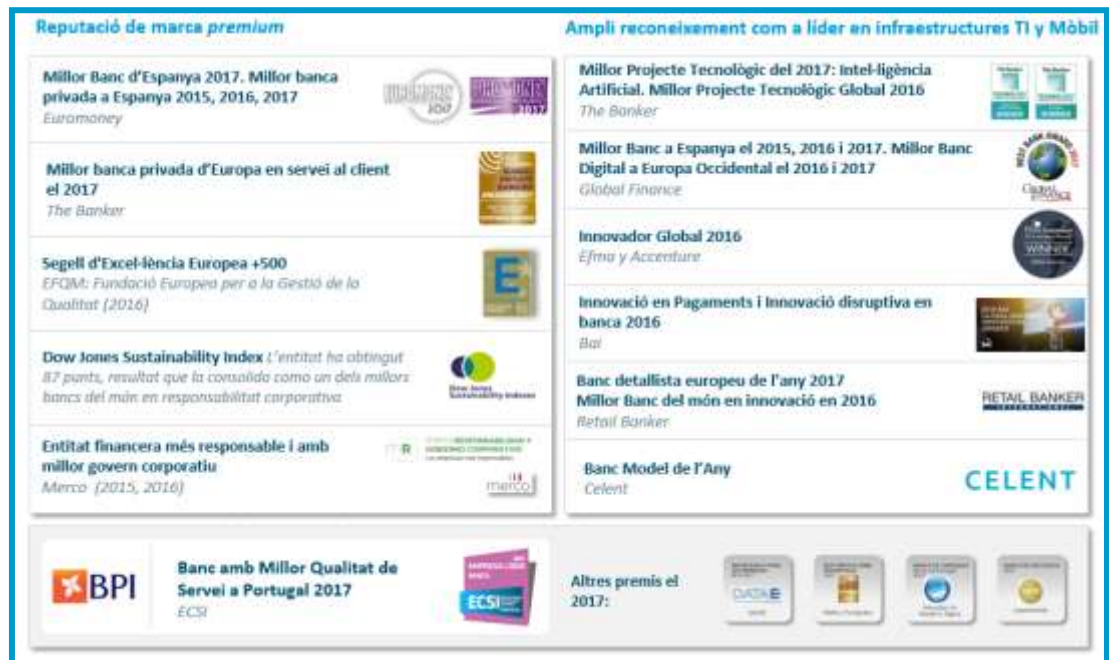 Reputació de marca premium
Millor Banc d'Espanya 2017. Millor banca
privada a Espanya 2015, 2016, 2017
Euromoney
EUROMONEY
2017
Millor banca privada d'Europa en servei al client
el 2017
The Banker
Segell d'Excel·lència Europea +500
EFQM: Fundació Europea per a la Gestió de la
Qualitat (2016)
E
Dow Jones Sustainability Index L'entitat ha obtingut
87 punts, resultat que la consolida como un dels millors
bancs del món en responsabilitat corporativa
Dow Jones
Sustainability Indexes
Entitat financera més responsable i amb
millor govern corporatiu
Merco (2015, 2016)
merco
Ampli reconeixement com a líder en infraestructures TI y Mòbil
Millor Projecte Tecnològic del 2017: Intel·ligència
Artificial. Millor Projecte Tecnològic Global 2016
The Banker
Millor Banc a Espanya el 2015, 2016 i 2017. Millor Banc
Digital a Europa Occidental el 2016 i 2017
Global Finance
Innovador Global 2016
Efma y Accenture
WINNER
Innovació en Pagaments i Innovació disruptiva en
banca 2016
Bai
Banc detallista europeu de l'any 2017
Millor Banc del món en innovació en 2016
Retail Banker
RETAIL BANKER
INTERNATIONAL
Banc Model de l'Any
Celent
CELENT
BPI
Banc amb Millor Qualitat de
Servei a Portugal 2017
ECSI
ECSI
Altres premis el
2017: